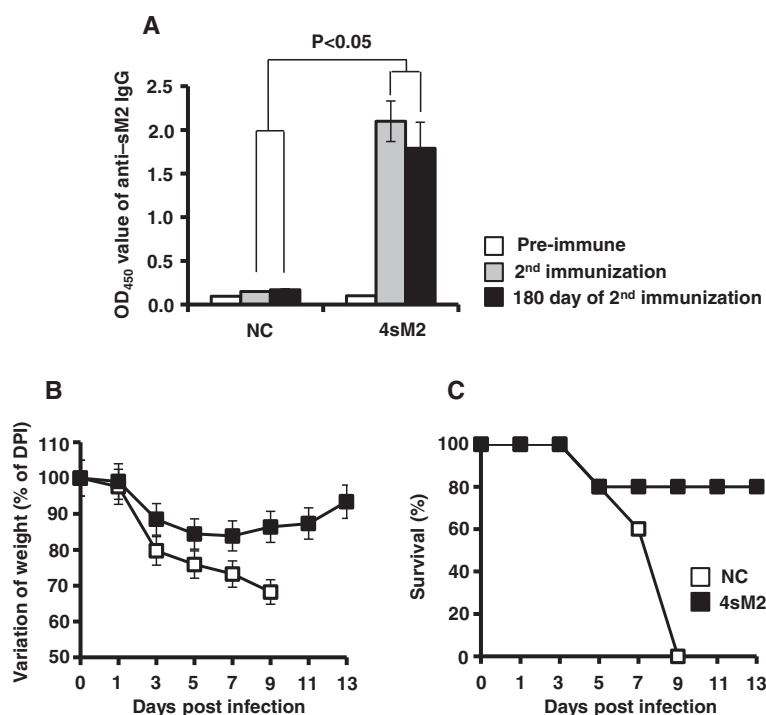 A
P<0.05
OD450 value of anti–sM2 IgG
2.5
2.0
1.5
1.0
0.5
0.0
NC
4sM2
Pre-immune
2nd immunization
180 day of 2nd immunization
B
Variation of weight (% of DPI)
110
100
90
80
70
60
50
0 1 3 5 7 9 11 13
Days post infection
C
Survival (%)
100
80
60
40
20
0
0 1 3 5 7 9 11 13
Days post infection
NC
4sM2